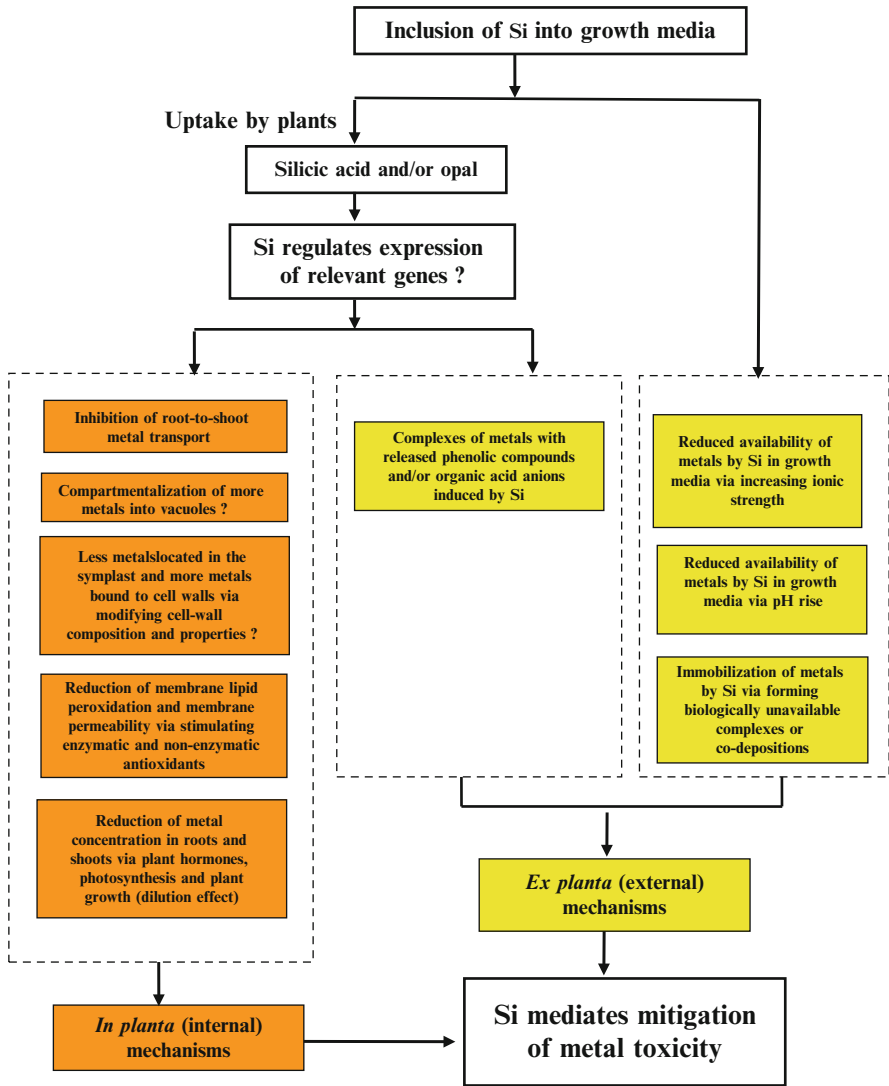 Inclusion of Si into growth media
Uptake by plants
Silicic acid and/or opal
Si regulates expression
of relevant genes ?
Inhibition of root-to-shoot
metal transport
Compartmentalization of more
metals into vacuoles ?
Less metalslocated in the
symplast and more metals
bound to cell walls via
modifying cell-wall
composition and properties ?
Reduction of membrane lipid
peroxidation and membrane
permeability via stimulating
enzymatic and non-enzymatic
antioxidants
Reduction of metal
concentration in roots and
shoots via plant hormones,
photosynthesis and plant
growth (dilution effect)
Complexes of metals with
released phenolic compounds
and/or organic acid anions
induced by Si
Reduced availability of
metals by Si in growth
media via increasing ionic
strength
Reduced availability of
metals by Si in growth
media via pH rise
Immobilization of metals
by Si via forming
biologically unavailable
complexes or
co-depositions
Ex planta (external)
mechanisms
In planta (internal)
mechanisms
Si mediates mitigation
of metal toxicity